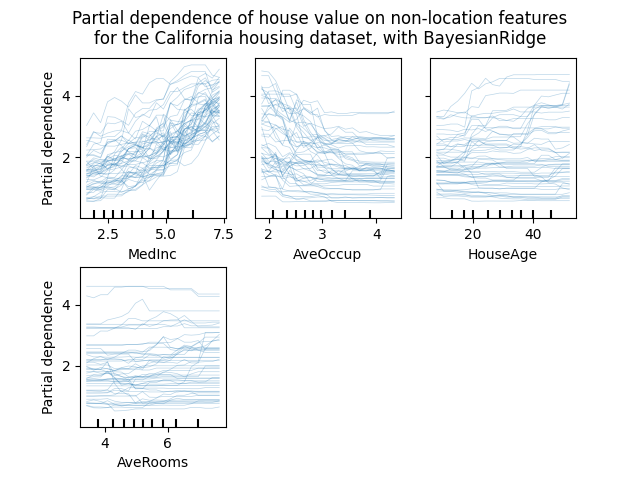 Partial dependence of house value on non-location features
for the California housing dataset, with BayesianRidge
Partial dependence
4
2
2.5 5.0 7.5
MedInc
2 3 4
AveOccup
20 40
HouseAge
Partial dependence
4
2
4 6
AveRooms